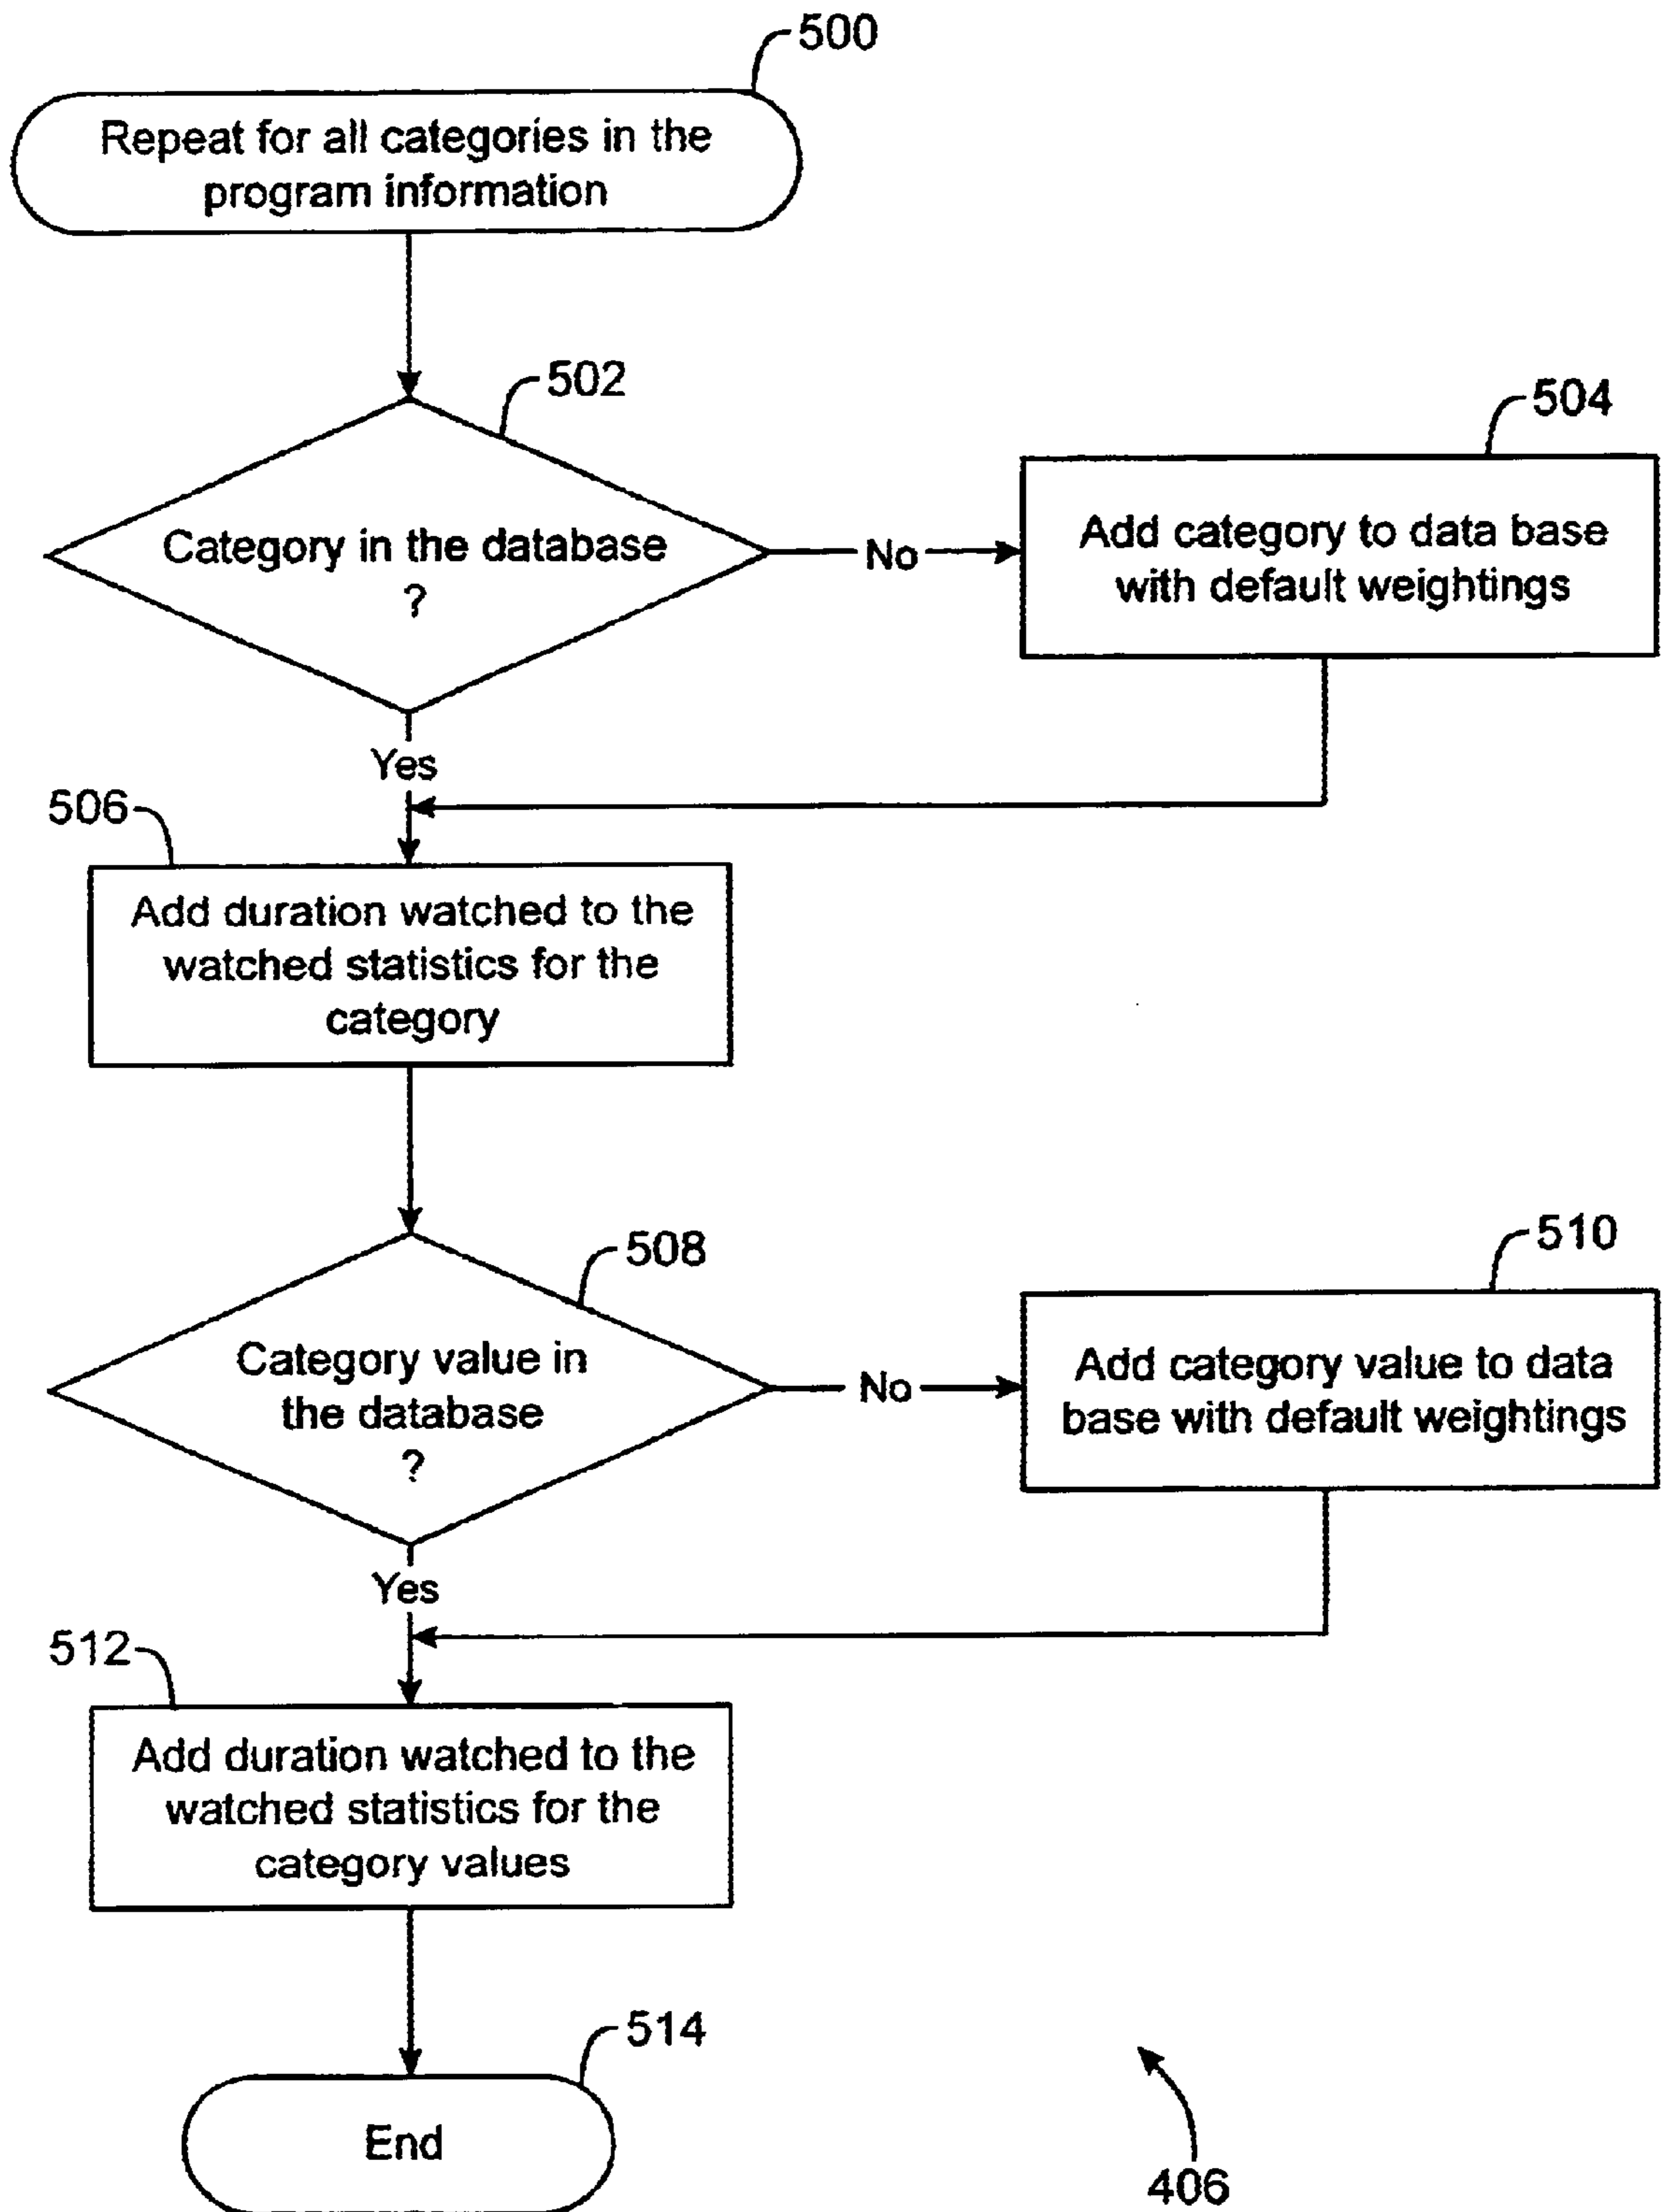 500
Repeat for all categories in the
program information
502
Category in the database
?
No
504
Add category to data base
with default weightings
Yes
506
Add duration watched to the
watched statistics for the
category
508
Category value in
the database
?
No
510
Add category value to data
base with default weightings
Yes
512
Add duration watched to the
watched statistics for the
category values
514
End
406